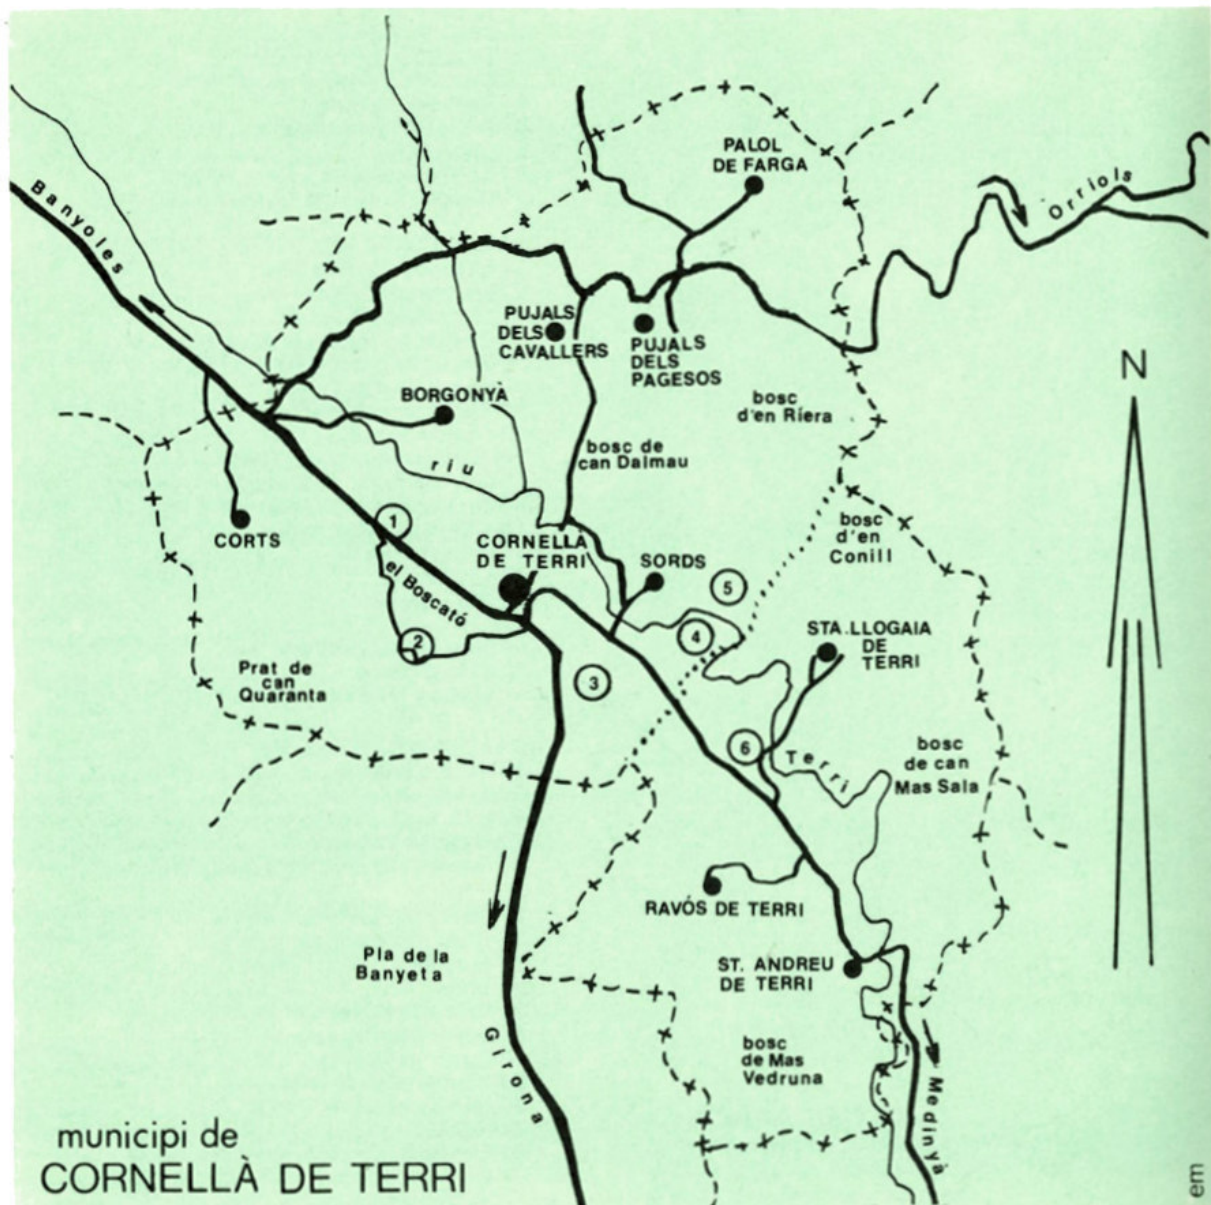 PALOL
DE FARGA
Banyoles
Orriols
PUJALS
DELS
CAVALLERS
PUJALS
DELS
PAGESOS
N
BORGONYÀ
bosc
d'en Riera
riu
bosc de
can Dalmau
CORTS
1
CORNELLA
DE TERRI
SORDS
bosc
d'en
Conill
5
el Boscató
4
STA. LLOGAIA
DE
TERRI
2
3
Prat de
can
Quaranta
6
Terri
bosc
de can
Mas Sala
RAVÓS DE TERRI
Pla de la
Banyeta
ST. ANDREU
DE TERRI
Girona
bosc
de Mas
Vedruna
Medinyà
municipi de
CORNELLÀ DE TERRI
em